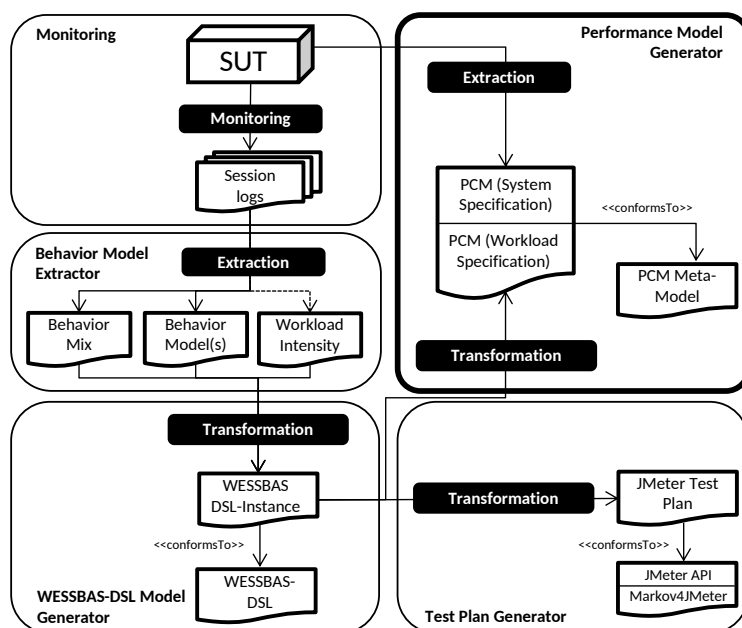 Monitoring
SUT
Monitoring
Session
logs
Performance Model
Generator
Extraction
PCM (System
Specification)
PCM (Workload
Specification)
<<conformsTo>>
PCM Meta-
Model
Transformation
Behavior Model
Extractor
Extraction
Behavior
Mix
Behavior
Model(s)
Workload
Intensity
Transformation
WESSBAS
DSL-Instance
<<conformsTo>>
WESSBAS-
DSL
WESSBAS-DSL Model
Generator
Transformation
JMeter Test
Plan
<<conformsTo>>
JMeter API
Markov4JMeter
Test Plan Generator